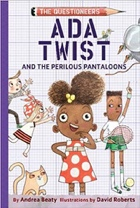 THE QUESTIONEERS
ADA
TWIST
AND THE PERILOUS PANTALOONS
By Andrea Beaty Illustrations by David Roberts